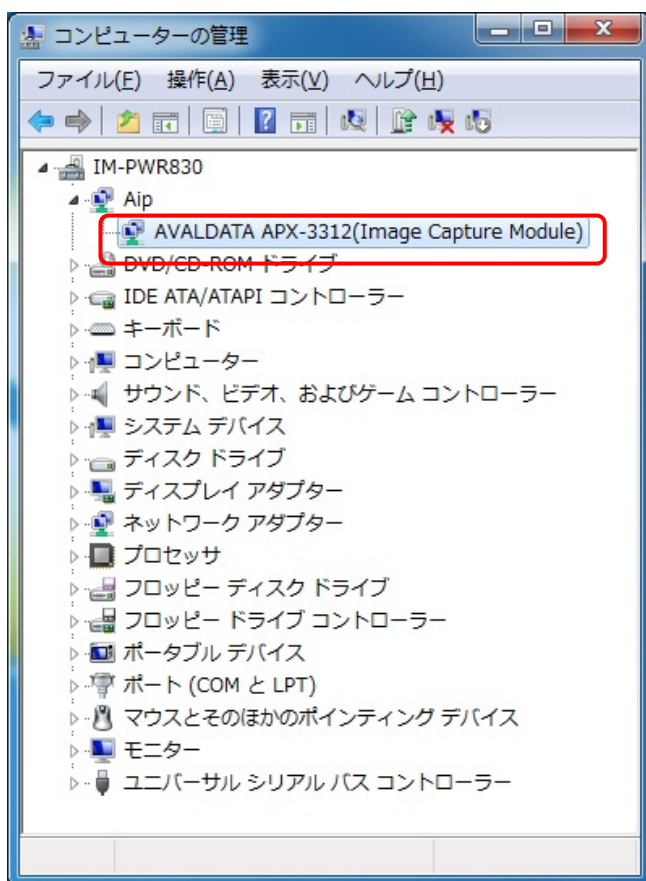 コンピューターの管理
ファイル(F) 操作(A) 表示(V) ヘルプ(H)
IM-PWR830
Aip
AVALDATA APX-3312(Image Capture Module)
DVD/CD-ROM ドライブ
IDE ATA/ATAPI コントローラー
キーボード
コンピューター
サウンド、ビデオ、およびゲーム コントローラー
システム デバイス
ディスク ドライブ
ディスプレイ アダプター
ネットワーク アダプター
プロセッサ
フロッピー ディスク ドライブ
フロッピー ドライブ コントローラー
ポータブル デバイス
ポート (COM と LPT)
マウスとそのほかのポインティング デバイス
モニター
ユニバーサル シリアル バス コントローラー